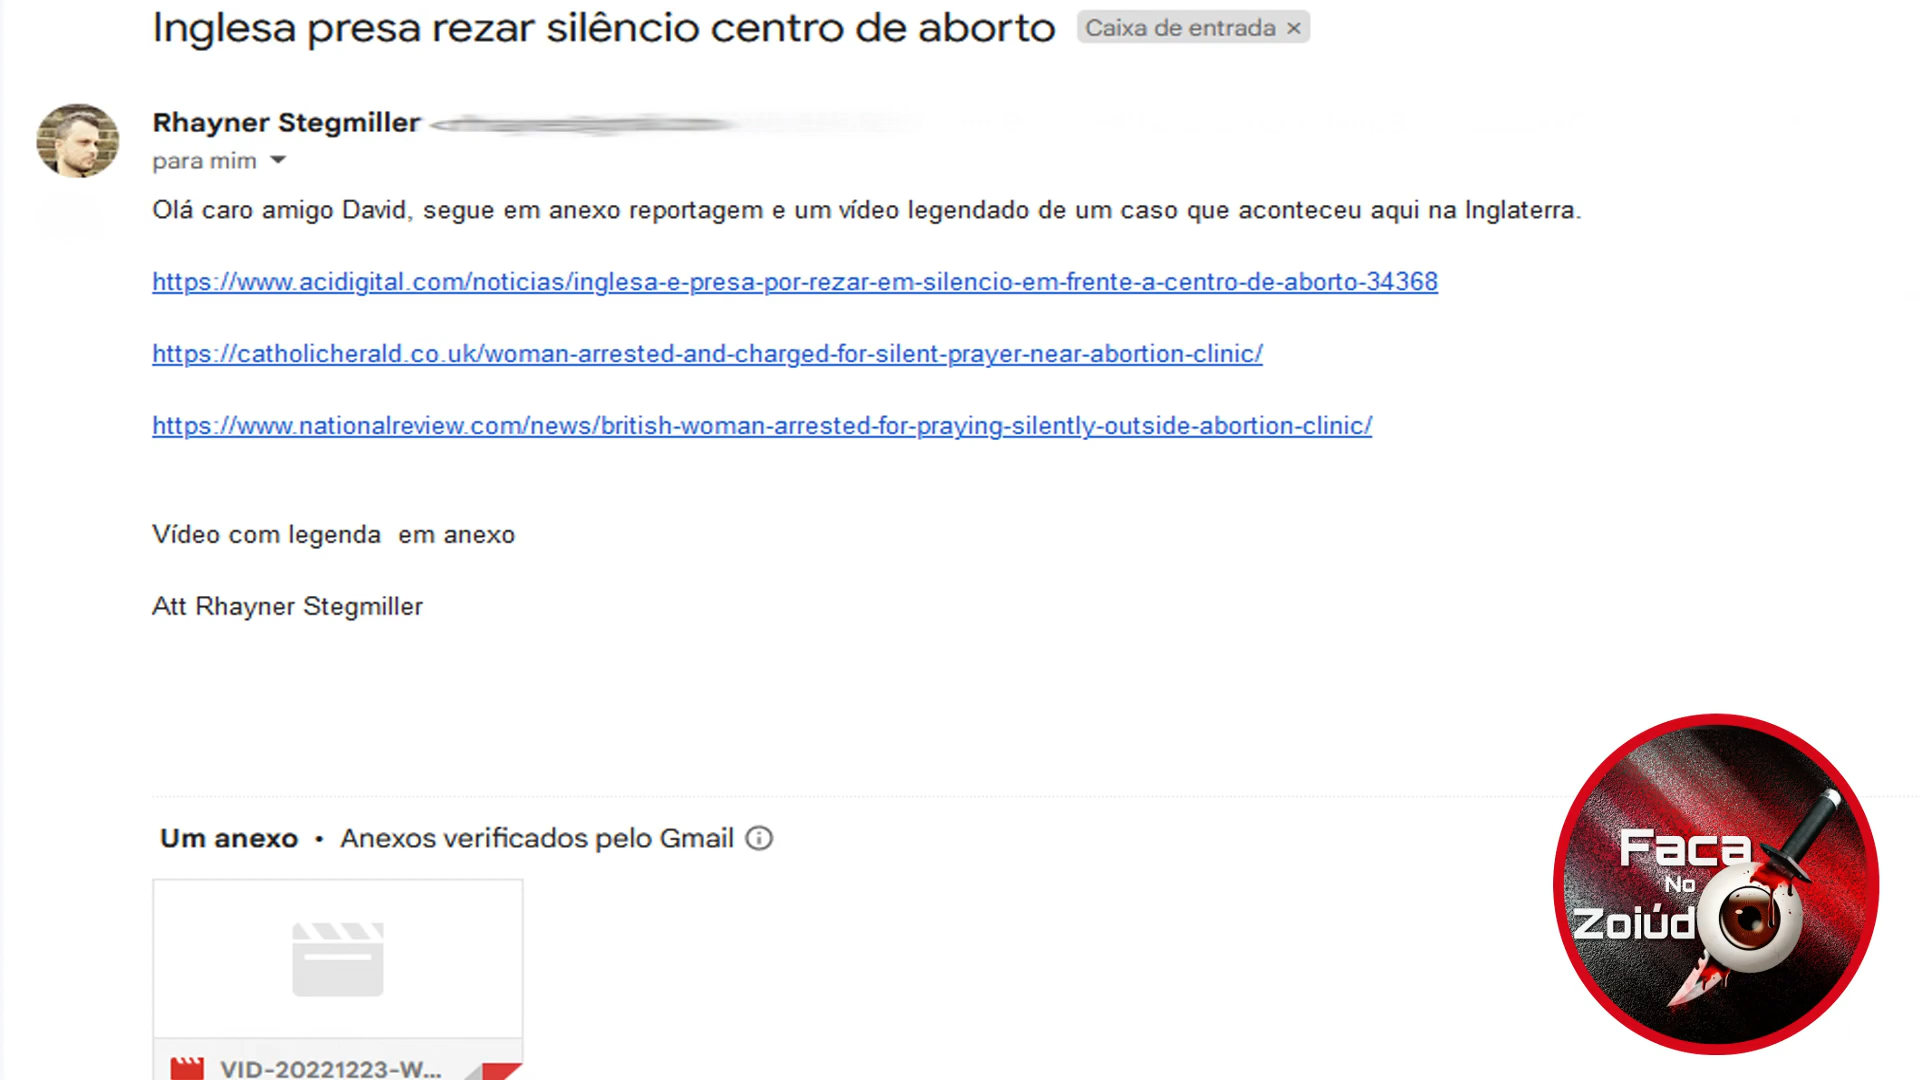 Inglesa presa rezar silêncio centro de aborto Caixa de entrada ×
Rhayner Stegmiller
para mim
Olá caro amigo David, segue em anexo reportagem e um vídeo legendado de um caso que aconteceu aqui na Inglaterra.
https://www.acidigital.com/noticias/inglesa-e-presa-por-rezar-em-silencio-em-frente-a-centro-de-aborto-34368
https://catholicherald.co.uk/woman-arrested-and-charged-for-silent-prayer-near-abortion-clinic/
https://www.nationalreview.com/news/british-woman-arrested-for-praying-silently-outside-abortion-clinic/
Vídeo com legenda em anexo
Att Rhayner Stegmiller
Um anexo • Anexos verificados pelo Gmail
VID-20221223-W...
Faca
No
Zoiúd